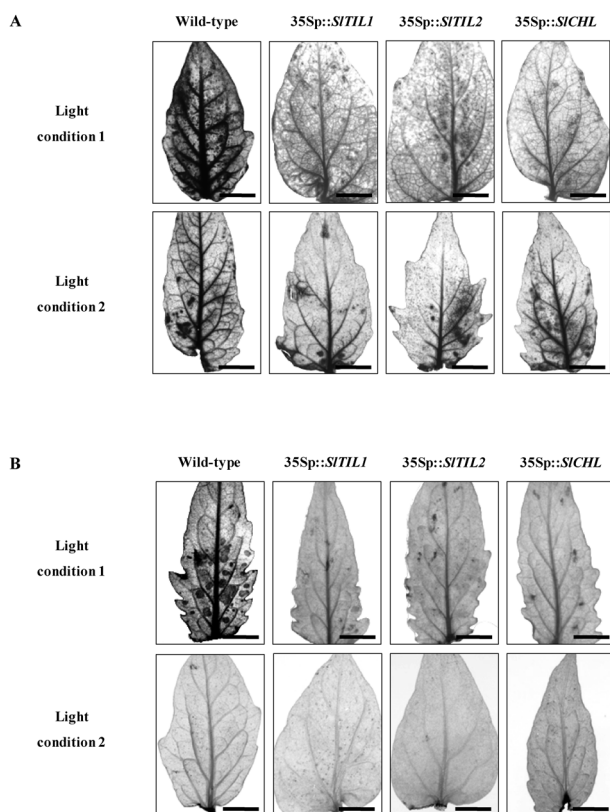 A
Wild-type 35Sp::SlTIL1 35Sp::SlTIL2 35Sp::SlCHL
Light
condition 1
Light
condition 2
B
Wild-type 35Sp::SlTIL1 35Sp::SlTIL2 35Sp::SlCHL
Light
condition 1
Light
condition 2